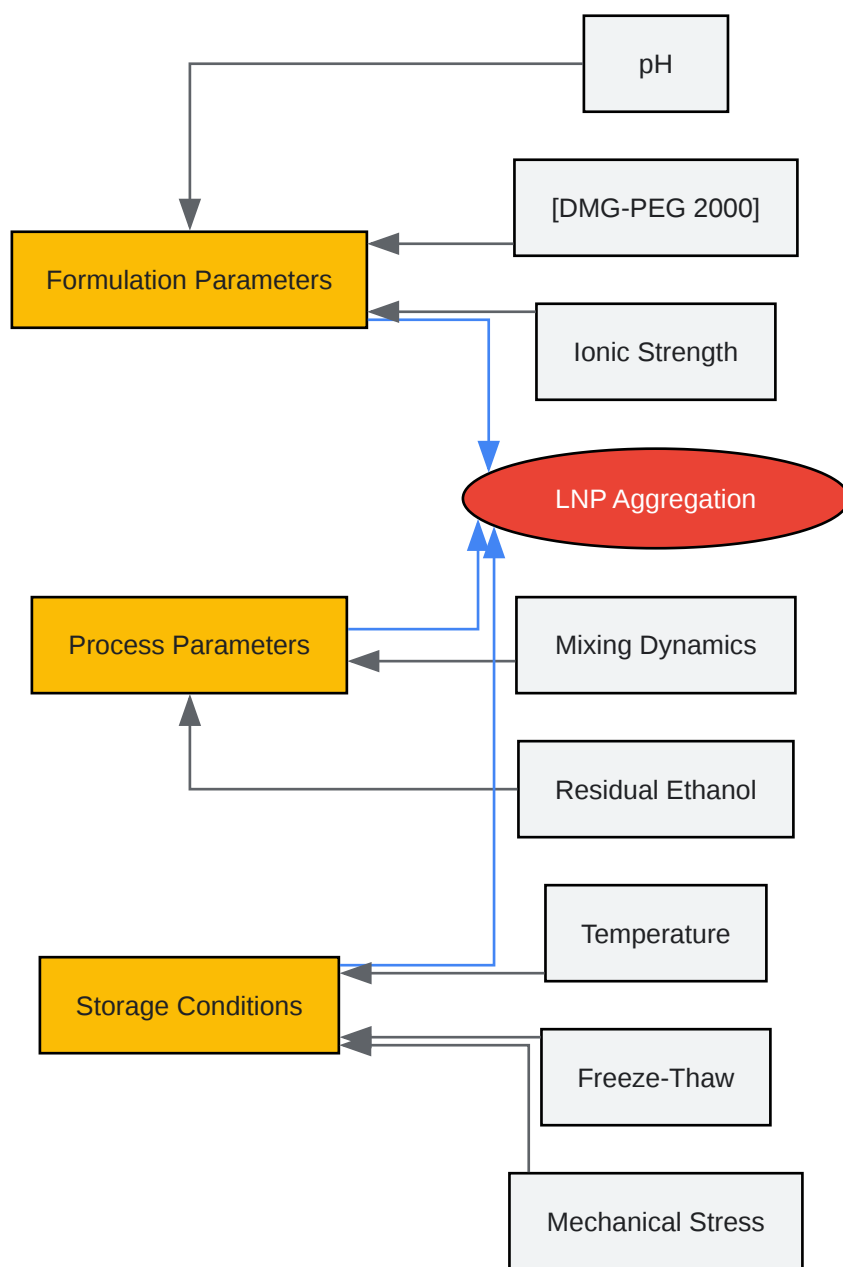 pH
[DMG-PEG 2000]
Formulation Parameters
Ionic Strength
LNP Aggregation
Process Parameters
Mixing Dynamics
Residual Ethanol
Temperature
Storage Conditions
Freeze-Thaw
Mechanical Stress